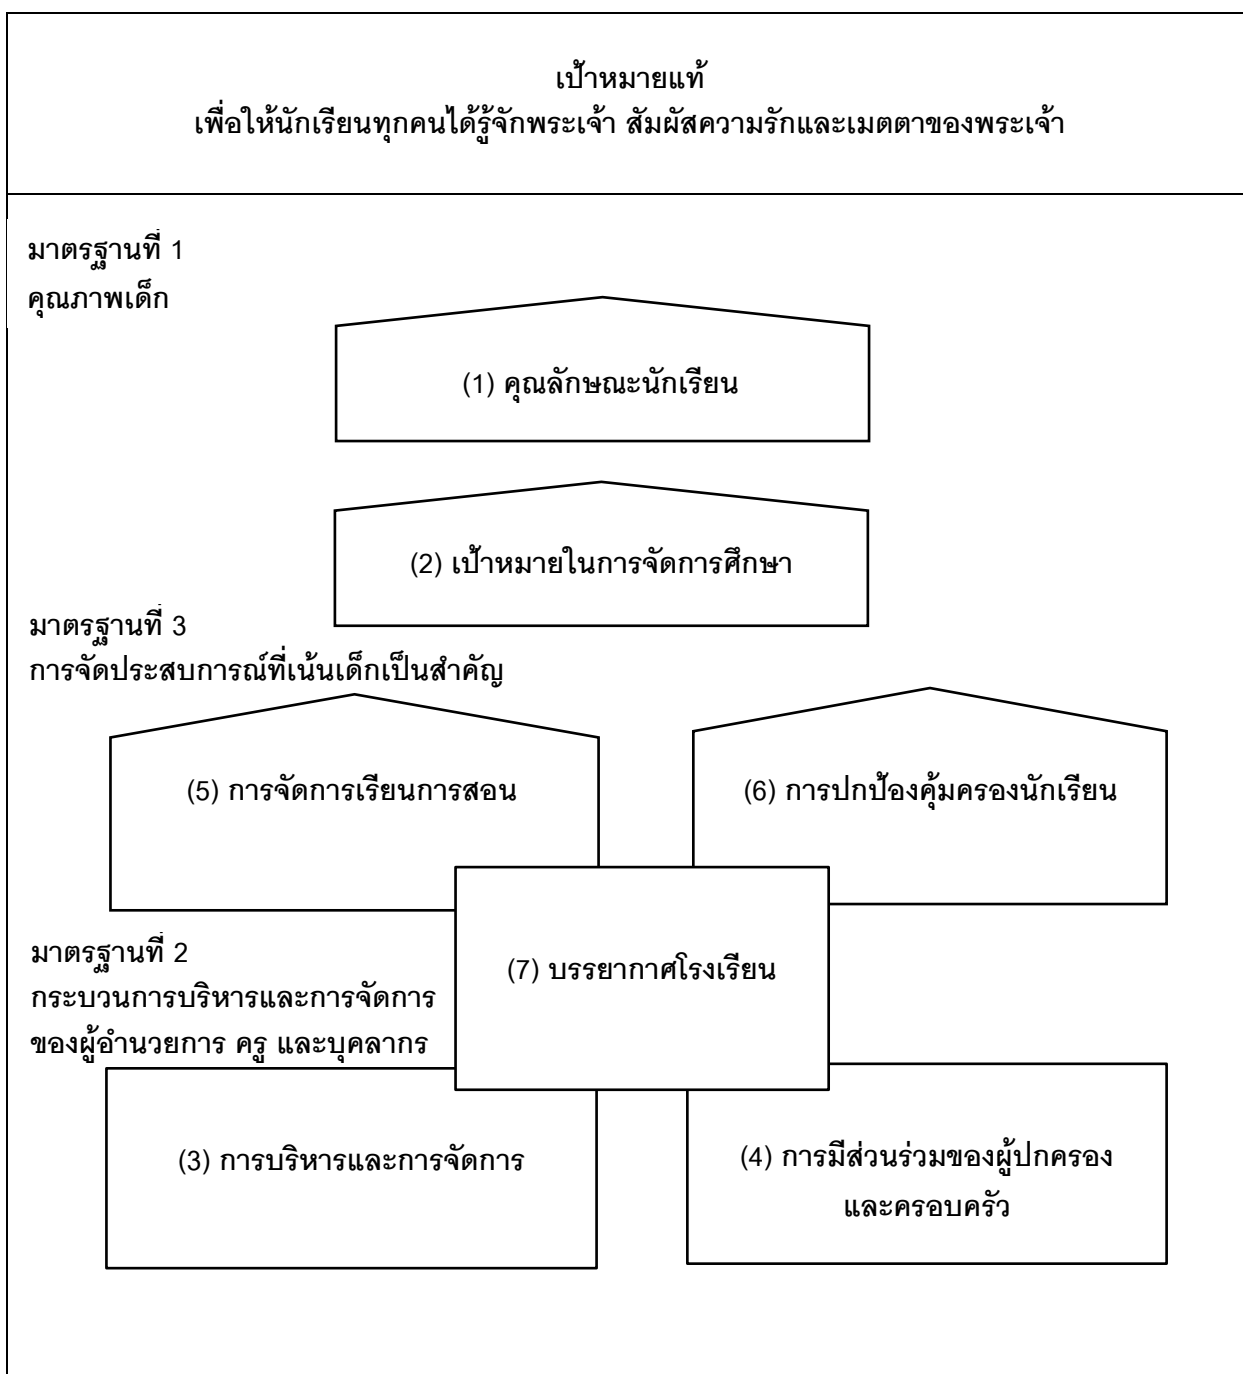 เป้าหมายแท้
เพื่อให้นักเรียนทุกคนได้รู้จักพระเจ้า สัมผัสความรักและเมตตาของพระเจ้า
มาตรฐานที่ 1
คุณภาพเด็ก
(1) คุณลักษณะนักเรียน
(2) เป้าหมายในการจัดการศึกษา
มาตรฐานที่ 3
การจัดประสบการณ์ที่เน้นเด็กเป็นสำคัญ
(5) การจัดการเรียนการสอน
(6) การปกป้องคุ้มครองนักเรียน
มาตรฐานที่ 2
กระบวนการบริหารและการจัดการ
ของผู้อำนวยการ ครู และบุคลากร
(7) บรรยากาศโรงเรียน
(3) การบริหารและการจัดการ
(4) การมีส่วนร่วมของผู้ปกครอง
และครอบครัว